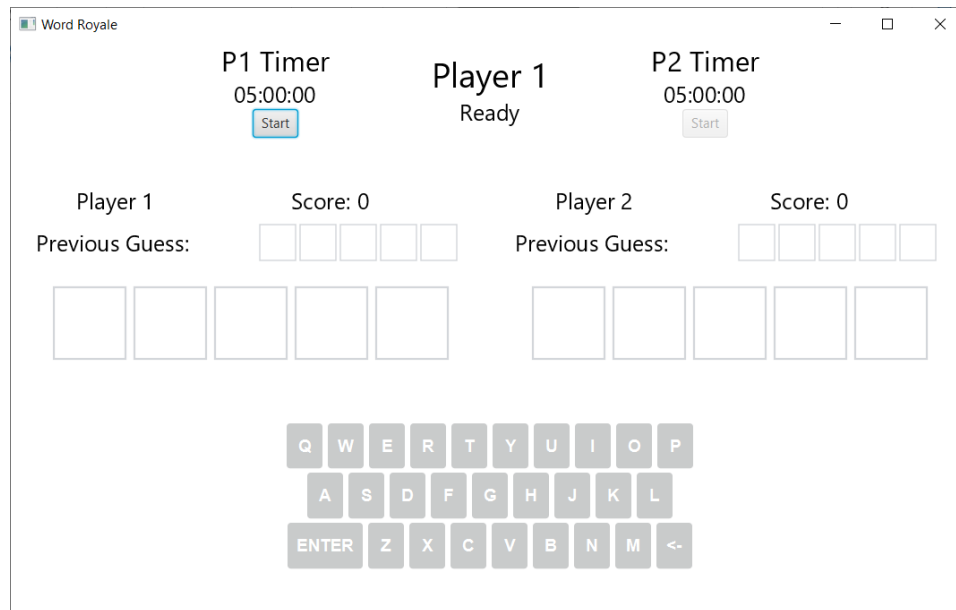 Word Royale
P1 Timer Player 1 P2 Timer
05:00:00 Ready 05:00:00
Start Start
Player 1 Score: 0 Player 2 Score: 0
Previous Guess: Previous Guess:
Q W E R T Y U I O P
A S D F G H J K L
ENTER Z X C V B N M <-